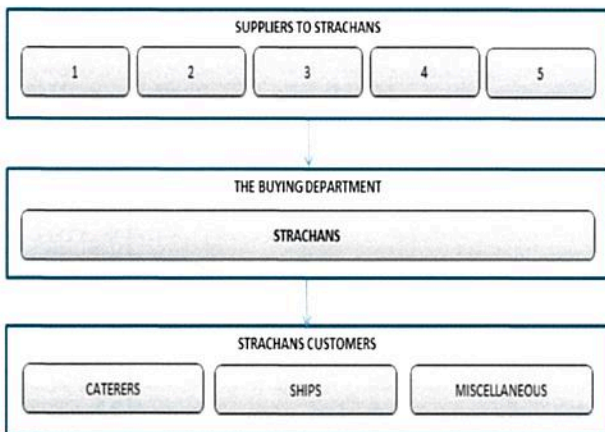 SUPPLIERS TO STRACHANS
1 2 3 4 5
THE BUYING DEPARTMENT
STRACHANS
STRACHANS CUSTOMERS
CATERERS SHIPS MISCELLANEOUS